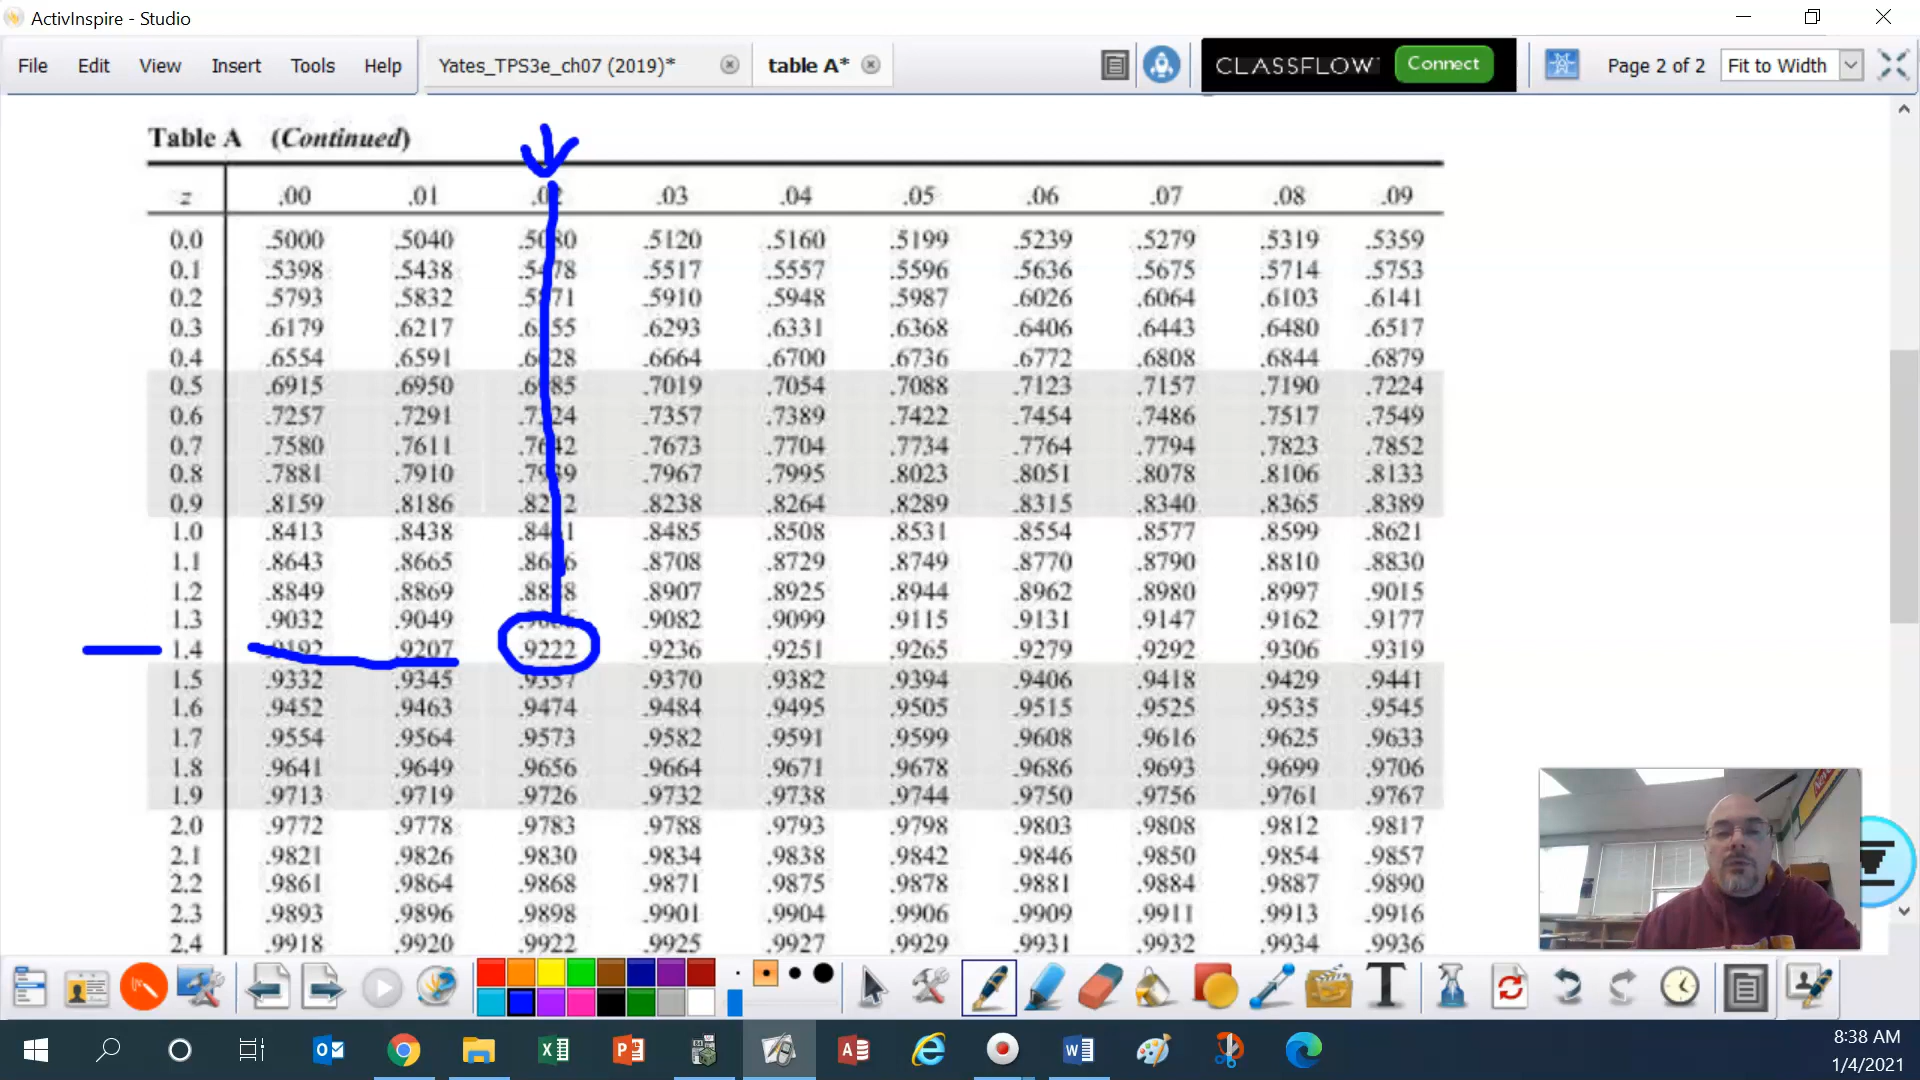 ActivInspire - Studio
File Edit View Insert Tools Help Yates_TPS3e_ch07 (2019)* table A* CLASSFLOW Connect Page 2 of 2 Fit to Width
Table A (Continued)
z .00 .01 .03 .04 .05 .06 .07 .08 .09
0.0 .5000 .5040 .5120 .5160 .5199 .5239 .5279 .5319 .5359
0.1 .5398 .5438 .5517 .5557 .5596 .5636 .5675 .5714 .5753
0.2 .5793 .5832 .5910 .5948 .5987 .6026 .6064 .6103 .6141
0.3 .6179 .6217 .6293 .6331 .6368 .6406 .6443 .6480 .6517
0.4 .6554 .6591 .6664 .6700 .6736 .6772 .6808 .6844 .6879
0.5 .6915 .6950 .7019 .7054 .7088 .7123 .7157 .7190 .7224
0.6 .7257 .7291 .7357 .7389 .7422 .7454 .7486 .7517 .7549
0.7 .7580 .7611 .7673 .7704 .7734 .7764 .7794 .7823 .7852
0.8 .7881 .7910 .7967 .7995 .8023 .8051 .8078 .8106 .8133
0.9 .8159 .8186 .8238 .8264 .8289 .8315 .8340 .8365 .8389
1.0 .8413 .8438 .8485 .8508 .8531 .8554 .8577 .8599 .8621
1.1 .8643 .8665 .8708 .8729 .8749 .8770 .8790 .8810 .8830
1.2 .8849 .8869 .8907 .8925 .8944 .8962 .8980 .8997 .9015
1.3 .9032 .9049 .9082 .9099 .9115 .9131 .9147 .9162 .9177
1.4 .9192 .9207 .9222 .9236 .9251 .9265 .9279 .9292 .9306 .9319
1.5 .9332 .9345 .9357 .9370 .9382 .9394 .9406 .9418 .9429 .9441
1.6 .9452 .9463 .9474 .9484 .9495 .9505 .9515 .9525 .9535 .9545
1.7 .9554 .9564 .9573 .9582 .9591 .9599 .9608 .9616 .9625 .9633
1.8 .9641 .9649 .9656 .9664 .9671 .9678 .9686 .9693 .9699 .9706
1.9 .9713 .9719 .9726 .9732 .9738 .9744 .9750 .9756 .9761 .9767
2.0 .9772 .9778 .9783 .9788 .9793 .9798 .9803 .9808 .9812 .9817
2.1 .9821 .9826 .9830 .9834 .9838 .9842 .9846 .9850 .9854 .9857
2.2 .9861 .9864 .9868 .9871 .9875 .9878 .9881 .9884 .9887 .9890
2.3 .9893 .9896 .9898 .9901 .9904 .9906 .9909 .9911 .9913 .9916
2.4 .9918 .9920 .9922 .9925 .9927 .9929 .9931 .9932 .9934 .9936
T
8:38 AM
1/4/2021